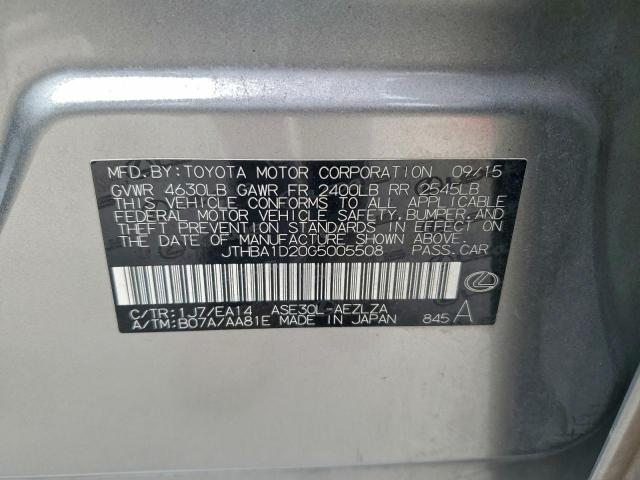 MFD. BY: TOYOTA MOTOR CORPORATION 09/15
GVWR 4630LB GAWR FR 2400LB RR 2545LB
THIS VEHICLE CONFORMS TO ALL APPLICABLE
FEDERAL MOTOR VEHICLE SAFETY, BUMPER, AND
THEFT PREVENTION STANDARDS IN EFFECT ON
THE DATE OF MANUFACTURE SHOWN ABOVE.
JTHBA1D20G5005508 PASS. CAR
C/TR: 1J7/EA14 ASE30L-AEZLZA
A/TM: B07A/AA81E MADE IN JAPAN 845 A